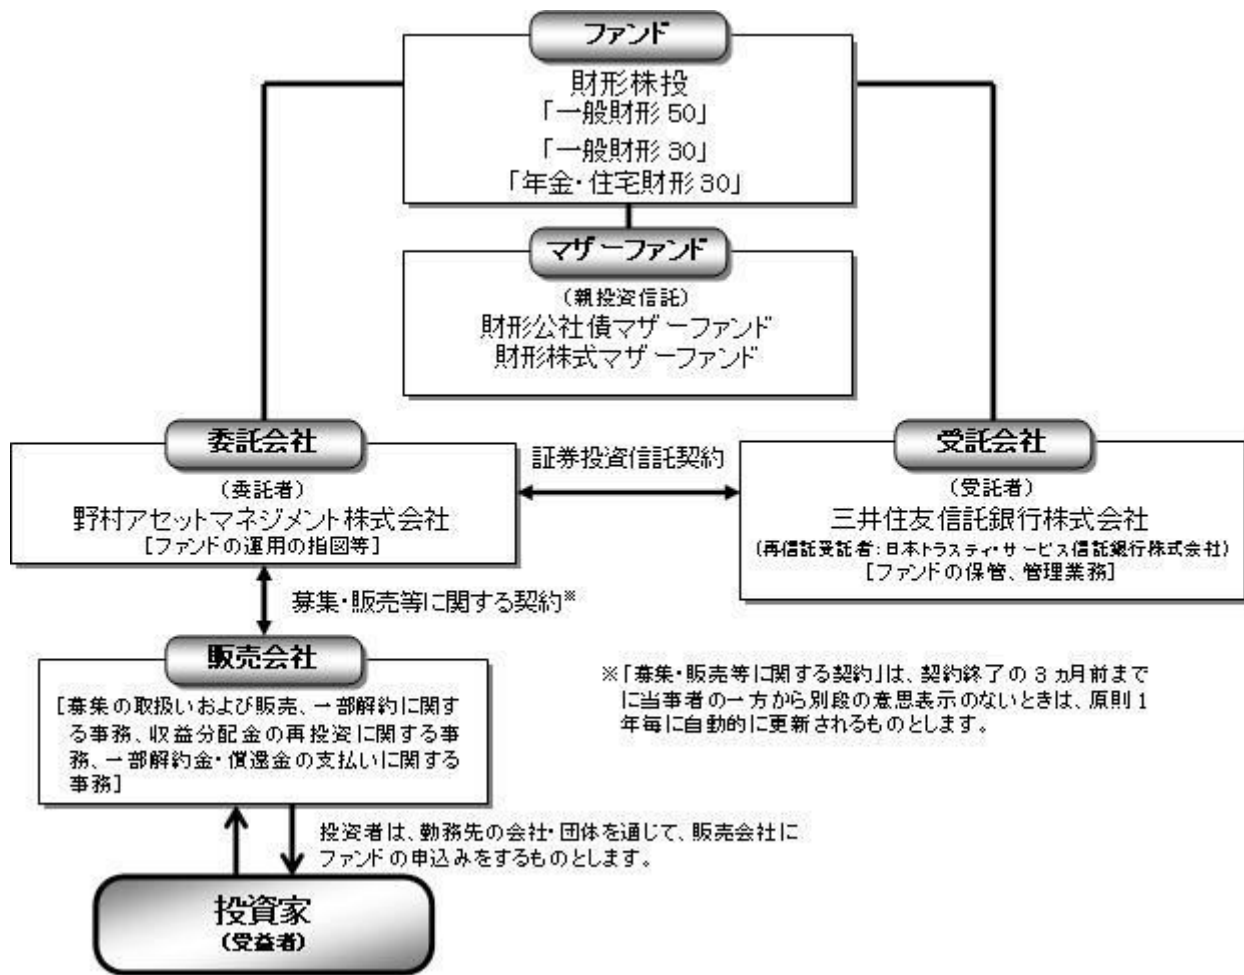 ファンド
財形株投
「一般財形50」
「一般財形30」
「年金・住宅財形30」
マザーファンド
(親投資信託)
財形公社債マザーファンド
財形株式マザーファンド
委託会社
(委託者)
野村アセットマネジメント株式会社
[ファンドの運用の指図等]
証券投資信託契約
受託会社
(受託者)
三井住友信託銀行株式会社
(再信託受託者:日本トラスティ・サービス信託銀行株式会社)
[ファンドの保管、管理業務]
募集・販売等に関する契約※
販売会社
[募集の取扱いおよび販売、一部解約に関す
る事務、収益分配金の再投資に関する事
務、一部解約金・償還金の支払いに関する
事務]
※「募集・販売等に関する契約」は、契約終了の3ヵ月前まで
に当事者の一方から別段の意思表示のないときは、原則1
年毎に自動的に更新されるものとします。
投資者は、勤務先の会社・団体を通じて、販売会社に
ファンドの申込みをするものとします。
投資家
(受益者)